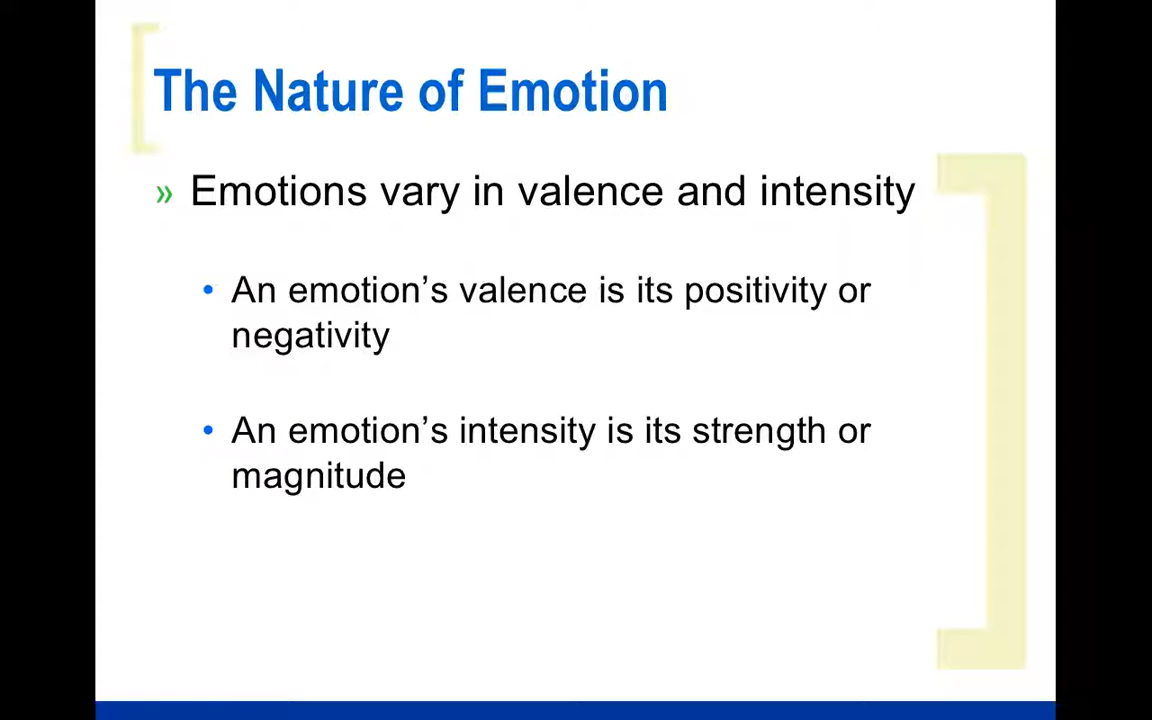 The Nature of Emotion
» Emotions vary in valence and intensity
• An emotion’s valence is its positivity or
negativity
• An emotion’s intensity is its strength or
magnitude